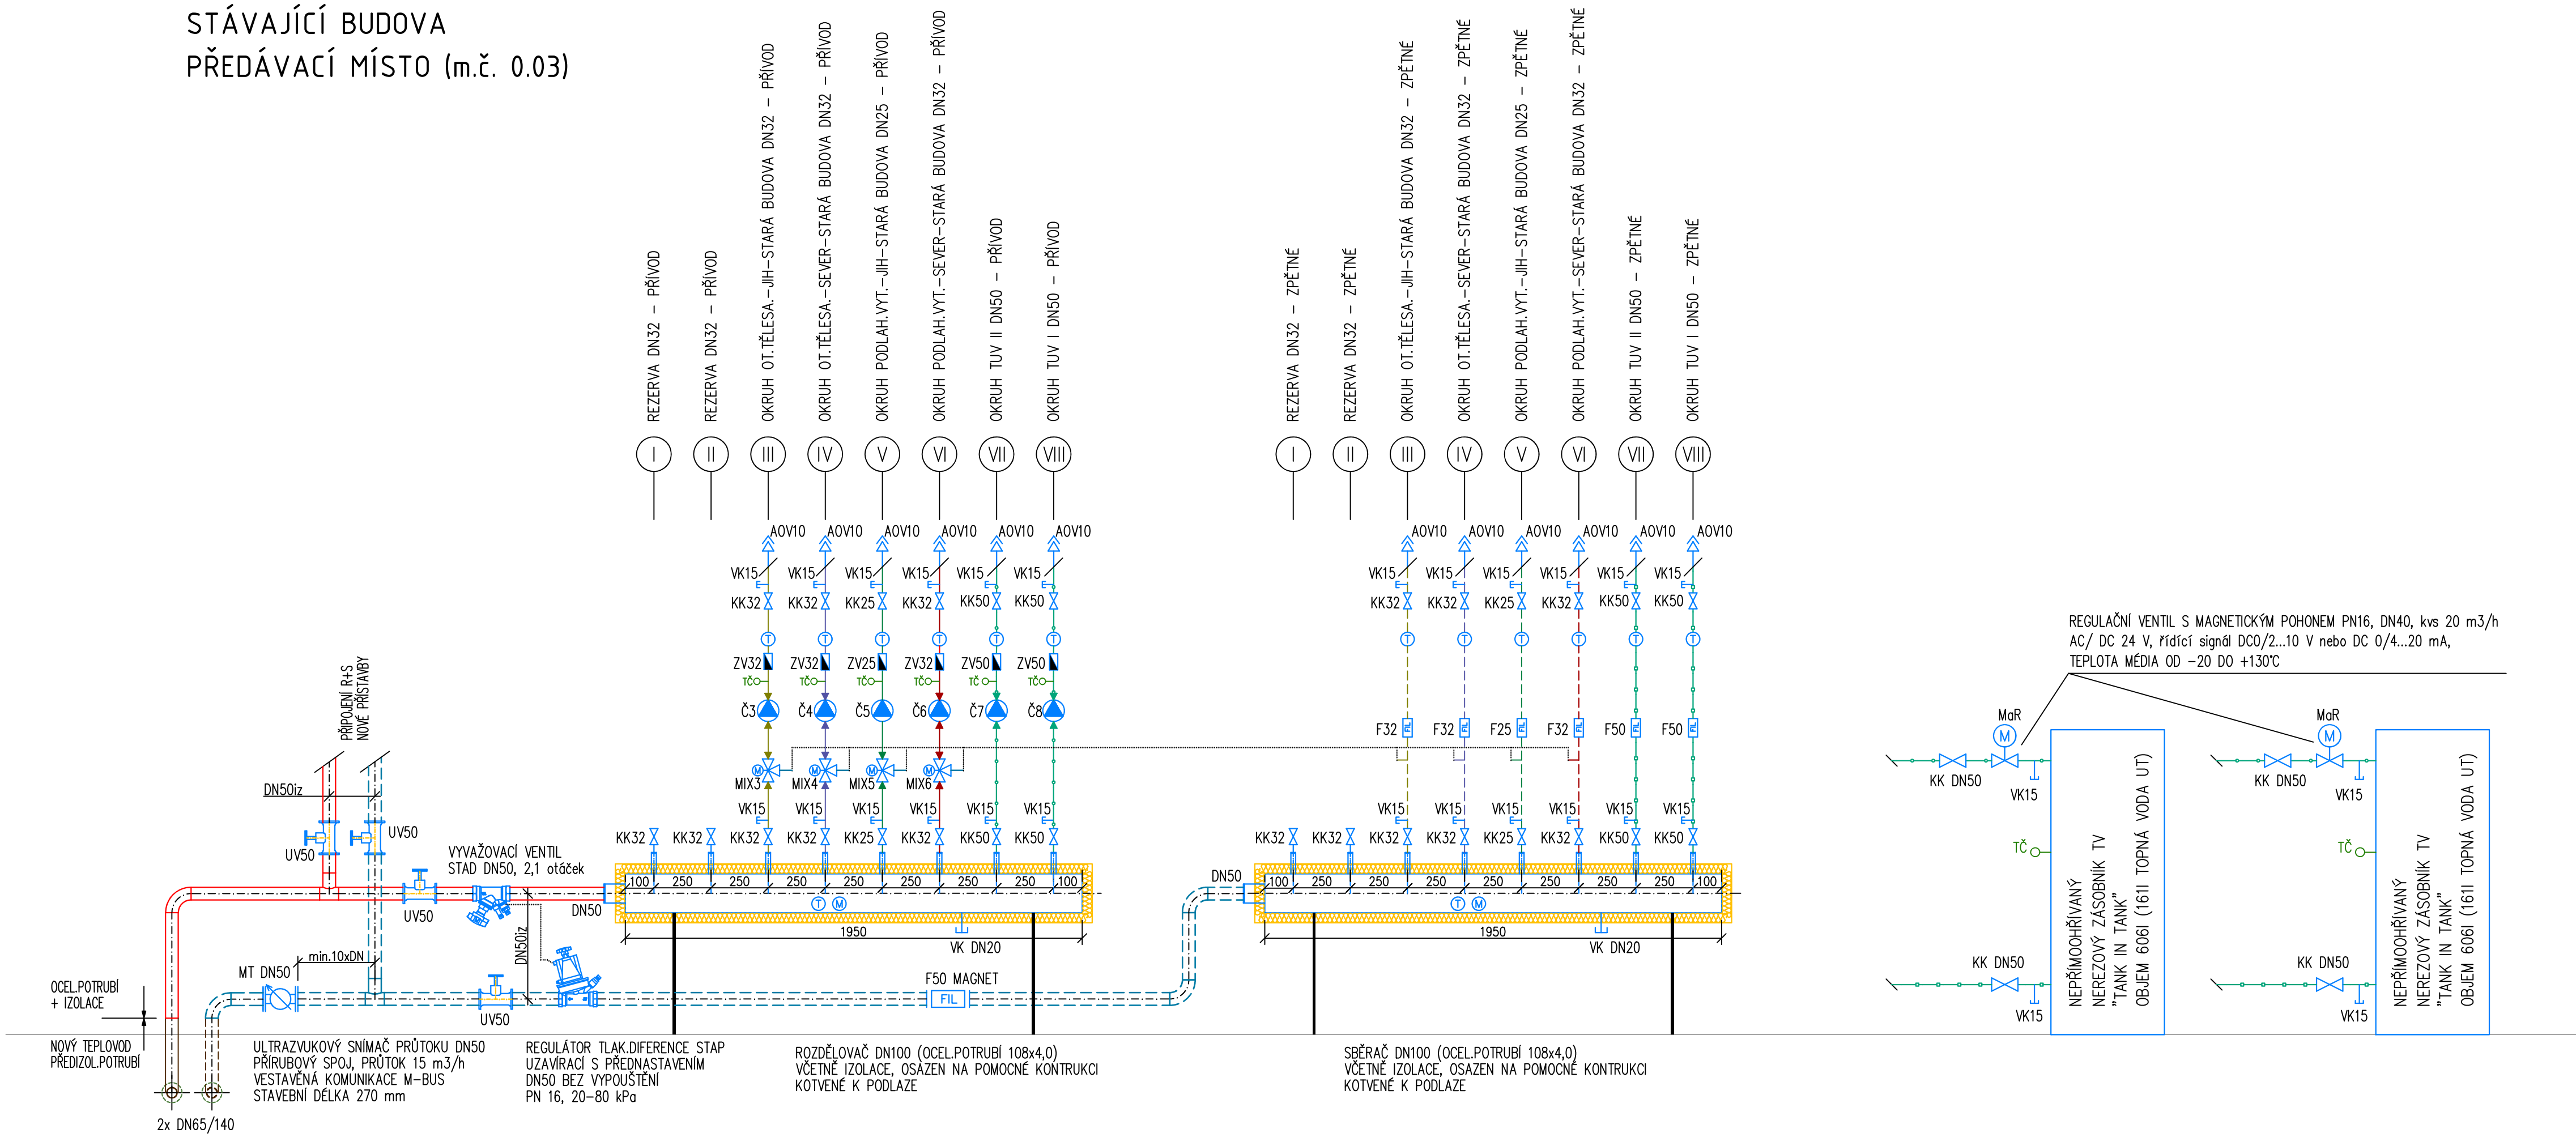 STÁVAJÍCÍ BUDOVA
PŘEDÁVACÍ MÍSTO (m.č. 0.03)
REZERVA DN32 – PŘÍVOD
REZERVA DN32 – PŘÍVOD
OKRUH OT.TĚLESA.–JIH–STARÁ BUDOVA DN32 – PŘÍVOD
OKRUH OT.TĚLESA.–SEVER–STARÁ BUDOVA DN32 – PŘÍVOD
OKRUH PODLAH.VYT.–JIH–STARÁ BUDOVA DN25 – PŘÍVOD
OKRUH PODLAH.VYT.–SEVER–STARÁ BUDOVA DN32 – PŘÍVOD
OKRUH TUV II DN50 – PŘÍVOD
OKRUH TUV I DN50 – PŘÍVOD
REZERVA DN32 – ZPĚTNÉ
REZERVA DN32 – ZPĚTNÉ
OKRUH OT.TĚLESA.–JIH–STARÁ BUDOVA DN32 – ZPĚTNÉ
OKRUH OT.TĚLESA.–SEVER–STARÁ BUDOVA DN32 – ZPĚTNÉ
OKRUH PODLAH.VYT.–JIH–STARÁ BUDOVA DN25 – ZPĚTNÉ
OKRUH PODLAH.VYT.–SEVER–STARÁ BUDOVA DN32 – ZPĚTNÉ
OKRUH TUV II DN50 – ZPĚTNÉ
OKRUH TUV I DN50 – ZPĚTNÉ
I II III IV V VI VII VIII
I II III IV V VI VII VIII
AOV10 AOV10 AOV10 AOV10 AOV10 AOV10
AOV10 AOV10 AOV10 AOV10 AOV10 AOV10
VK15 VK15 VK15 VK15 VK15 VK15
VK15 VK15 VK15 VK15 VK15 VK15
KK32 KK32 KK25 KK32 KK50 KK50
KK32 KK32 KK25 KK32 KK50 KK50
T T T T T T
T T T T T T
ZV32 ZV32 ZV25 ZV32 ZV50 ZV50
TČ TČ TČ TČ TČ TČ
Č3 Č4 Č5 Č6 Č7 Č8
F32 F32 F25 F32 F50 F50
FIL FIL FIL FIL FIL FIL
M M M M
MIX3 MIX4 MIX5 MIX6
VK15 VK15 VK15 VK15 VK15 VK15
VK15 VK15 VK15 VK15 VK15 VK15
KK32 KK32 KK32 KK32 KK25 KK32 KK50 KK50
KK32 KK32 KK32 KK32 KK25 KK32 KK50 KK50
100 250 250 250 250 250 250 250 100
100 250 250 250 250 250 250 250 100
T M
T M
1950
1950
VK DN20
VK DN20
PŘIPOJENÍ R+S
NOVÉ PŘÍSTAVBY
DN50iz
UV50
UV50
VYVAŽOVACÍ VENTIL
STAD DN50, 2,1 otáček
UV50
DN50
DN50
DN50iz
min.10xDN
MT DN50
UV50
F50 MAGNET
FIL
OCEL.POTRUBÍ
+ IZOLACE
NOVÝ TEPLOVOD
PŘEDIZOL.POTRUBÍ
2x DN65/140
ULTRAZVUKOVÝ SNÍMAČ PRŮTOKU DN50
PŘÍRUBOVÝ SPOJ, PRŮTOK 15 m3/h
VESTAVĚNÁ KOMUNIKACE M–BUS
STAVEBNÍ DÉLKA 270 mm
REGULÁTOR TLAK.DIFERENCE STAP
UZAVÍRACÍ S PŘEDNASTAVENÍM
DN50 BEZ VYPOUŠTĚNÍ
PN 16, 20–80 kPa
ROZDĚLOVAČ DN100 (OCEL.POTRUBÍ 108x4,0)
VČETNĚ IZOLACE, OSAZEN NA POMOCNÉ KONTRUKCI
KOTVENÉ K PODLAZE
SBĚRAČ DN100 (OCEL.POTRUBÍ 108x4,0)
VČETNĚ IZOLACE, OSAZEN NA POMOCNÉ KONTRUKCI
KOTVENÉ K PODLAZE
REGULAČNÍ VENTIL S MAGNETICKÝM POHONEM PN16, DN40, kvs 20 m3/h
AC/ DC 24 V, řídící signál DC0/2...10 V nebo DC 0/4...20 mA,
TEPLOTA MÉDIA OD –20 DO +130°C
MaR
M
KK DN50
VK15
TČ
KK DN50
VK15
NEPŘÍMOOHŘÍVANÝ
NEREZOVÝ ZÁSOBNÍK TV
"TANK IN TANK"
OBJEM 606l (161l TOPNÁ VODA UT)
MaR
M
KK DN50
VK15
TČ
KK DN50
VK15
NEPŘÍMOOHŘÍVANÝ
NEREZOVÝ ZÁSOBNÍK TV
"TANK IN TANK"
OBJEM 606l (161l TOPNÁ VODA UT)